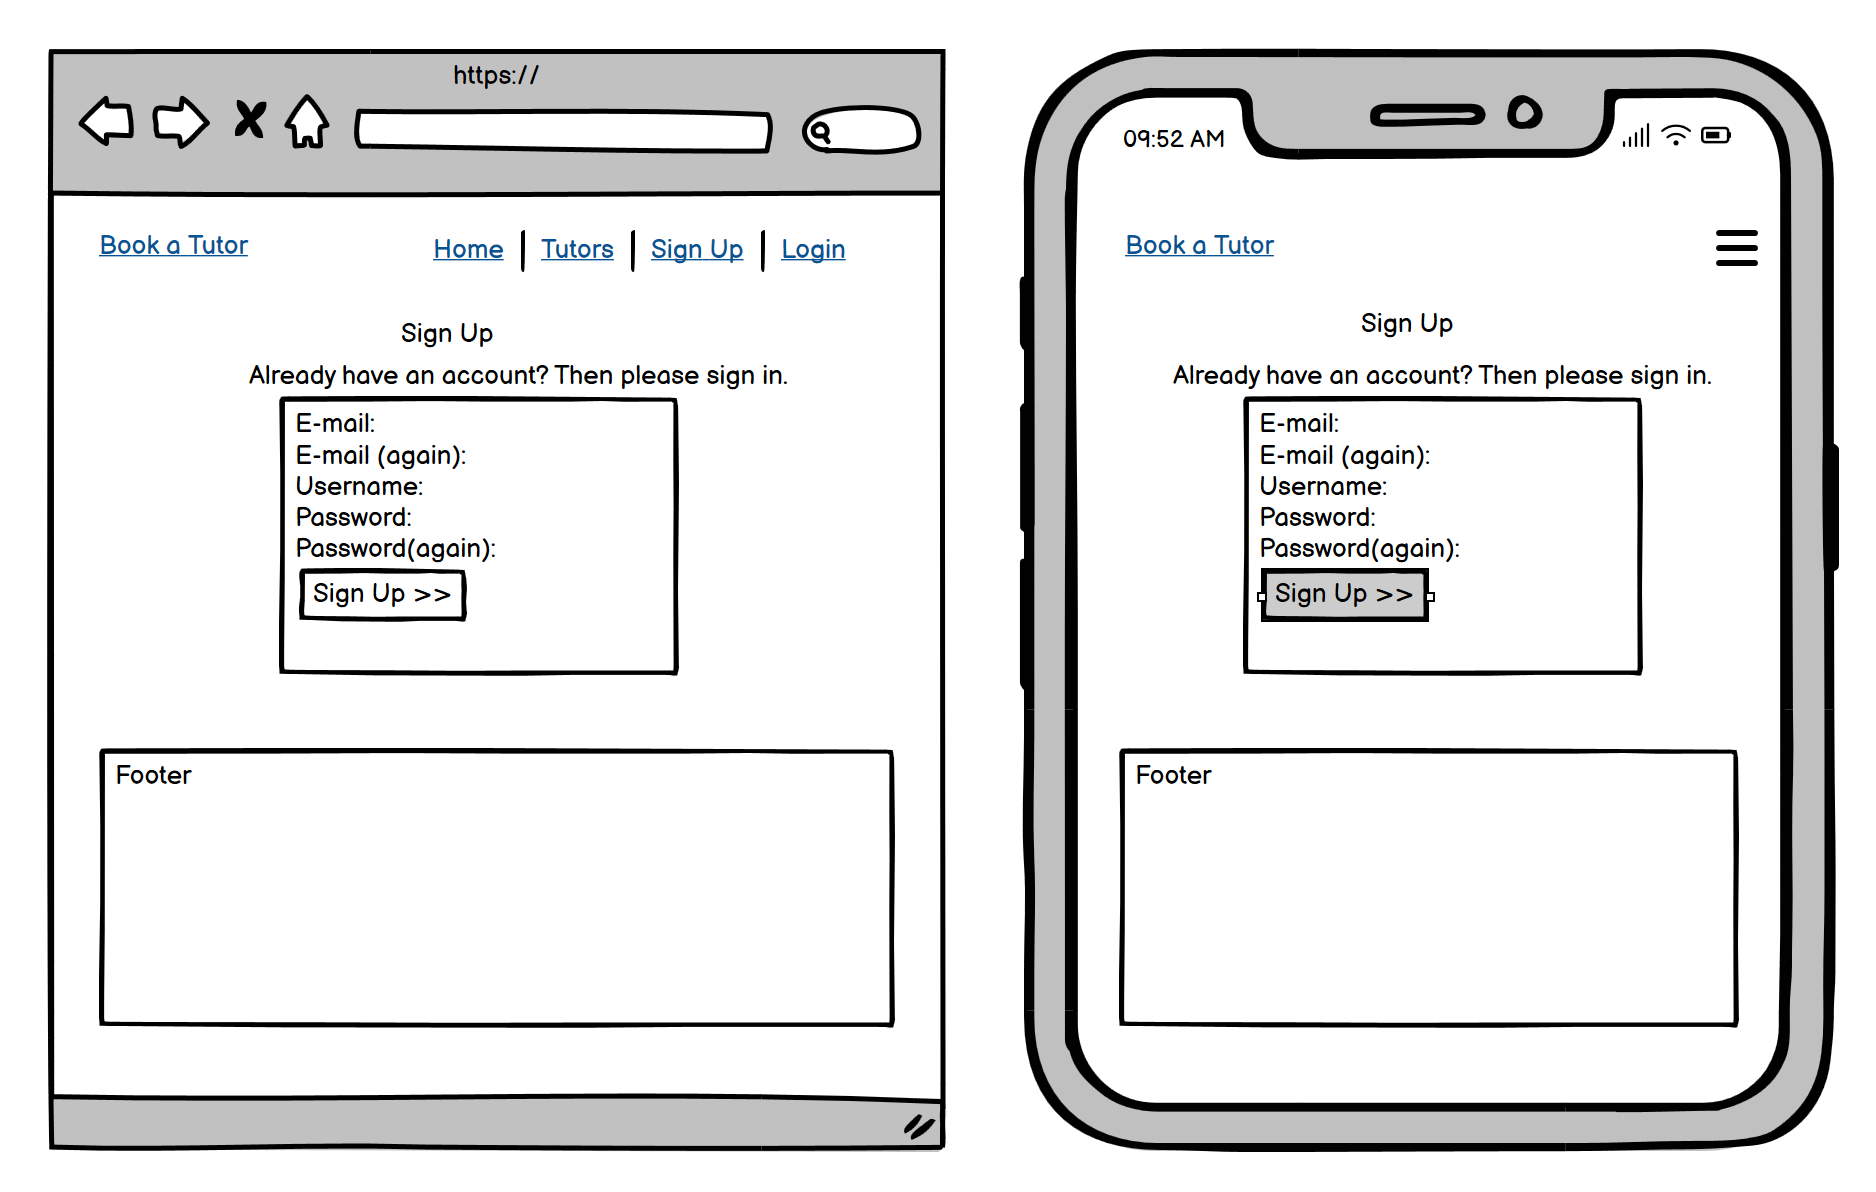 https://
Book a Tutor
Home Tutors Sign Up Login
Sign Up
Already have an account? Then please sign in.
E-mail:
E-mail (again):
Username:
Password:
Password(again):
Sign Up >>
Footer
09:52 AM
Book a Tutor
Sign Up
Already have an account? Then please sign in.
E-mail:
E-mail (again):
Username:
Password:
Password(again):
Sign Up >>
Footer